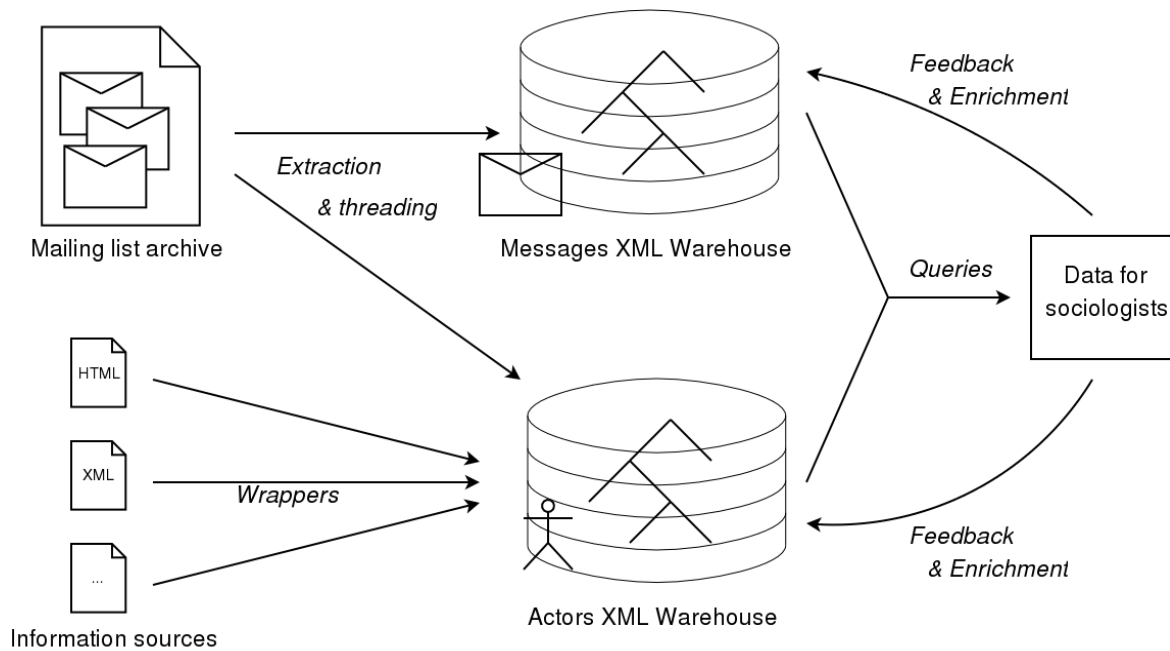 Feedback
& Enrichment
Extraction
& threading
Mailing list archive
Messages XML Warehouse
Queries
Data for
sociologists
HTML
XML
Wrappers
...
Feedback
& Enrichment
Actors XML Warehouse
Information sources